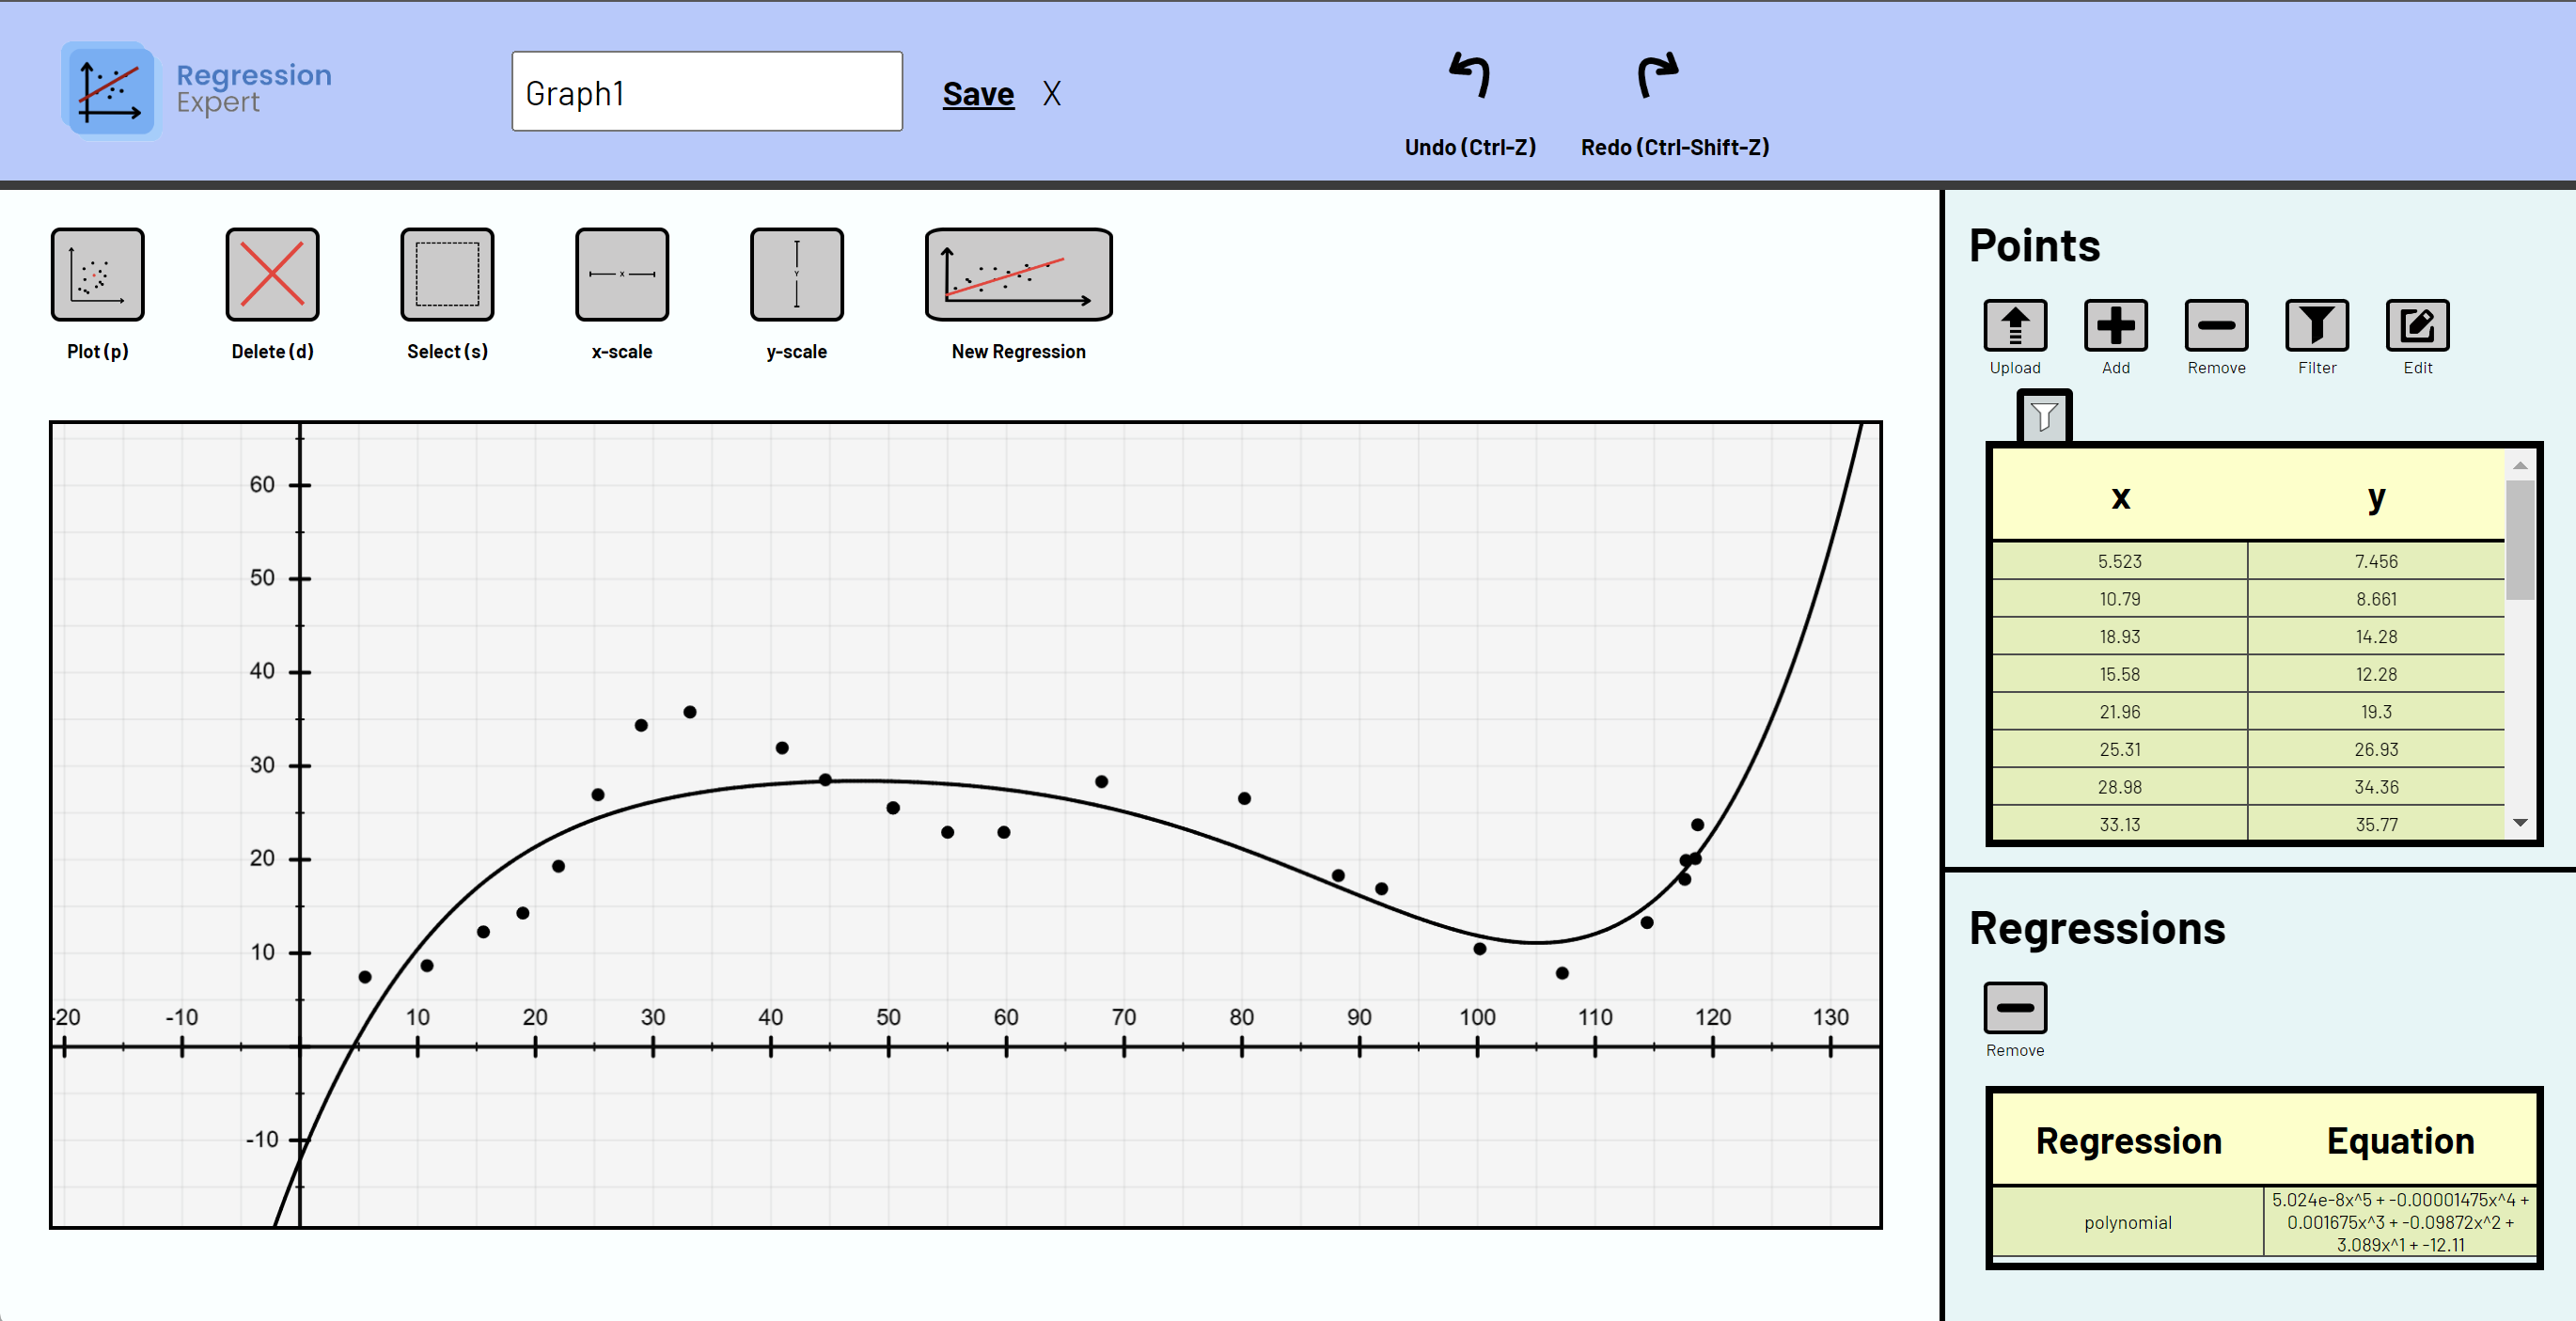 Regression
Expert
Graph1
Save X
Undo (Ctrl-Z)
Redo (Ctrl-Shift-Z)
Plot (p)
Delete (d)
Select (s)
x-scale
y-scale
New Regression
X
Y
60
50
40
30
20
10
-20 -10 10 20 30 40 50 60 70 80 90 100 110 120 130
-10
Points
Upload
Add
Remove
Filter
Edit
x y
5.523 7.456
10.79 8.661
18.93 14.28
15.58 12.28
21.96 19.3
25.31 26.93
28.98 34.36
33.13 35.77
Regressions
Remove
Regression Equation
polynomial
5.024e-8x^5 + -0.00001475x^4 +
0.001675x^3 + -0.09872x^2 +
3.089x^1 + -12.11